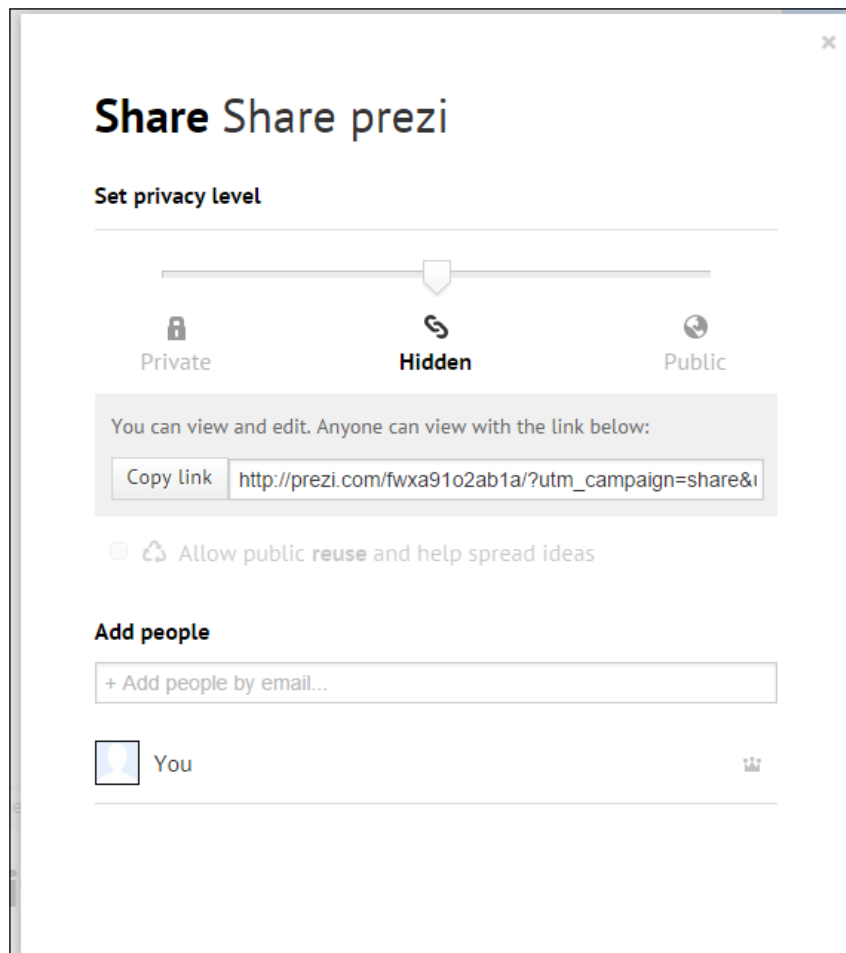 Share Share prezi
Set privacy level
Private Hidden Public
You can view and edit. Anyone can view with the link below:
Copy link http://prezi.com/fwxa91o2ab1a/?utm_campaign=share&
Allow public reuse and help spread ideas
Add people
+ Add people by email...
You